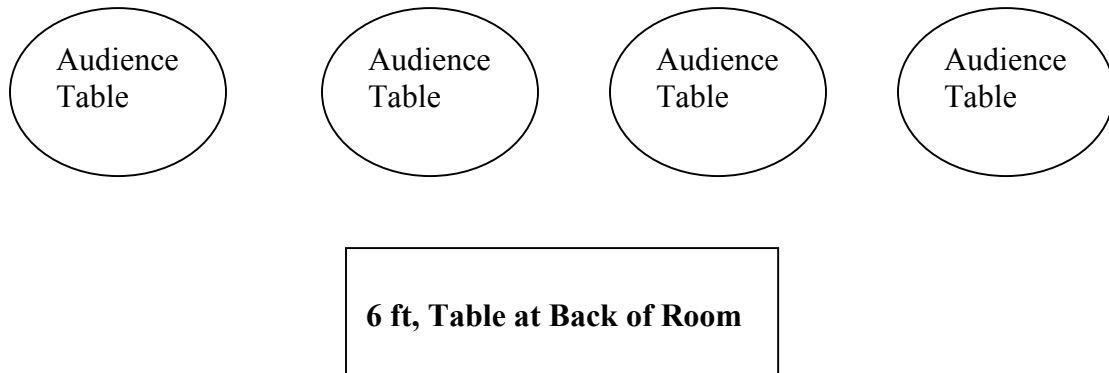 Audience
Table
Audience
Table
Audience
Table
Audience
Table
6 ft, Table at Back of Room